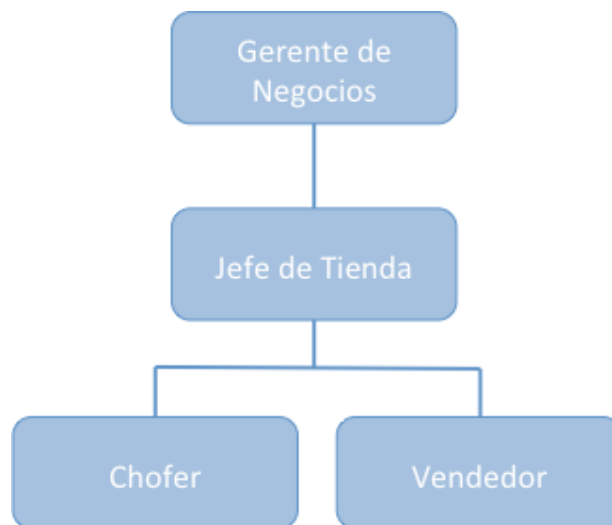 Gerente de
Negocios
Jefe de Tienda
Chofer
Vendedor